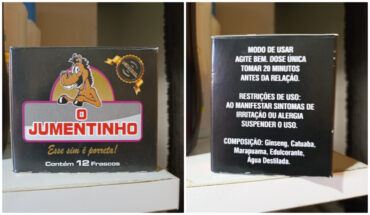 O
JUMENTINHO
Esse sim é porreta!
Contém 12 Frascos
MODO DE USAR
AGITE BEM. DOSE ÚNICA
TOMAR 20 MINUTOS
ANTES DA RELAÇÃO.
RESTRIÇÕES DE USO:
AO MANIFESTAR SINTOMAS DE
IRRITAÇÃO OU ALERGIA
SUSPENDER O USO.
COMPOSIÇÃO: Ginseng, Catuaba,
Marapuama, Edulcorante,
Água Destilada.